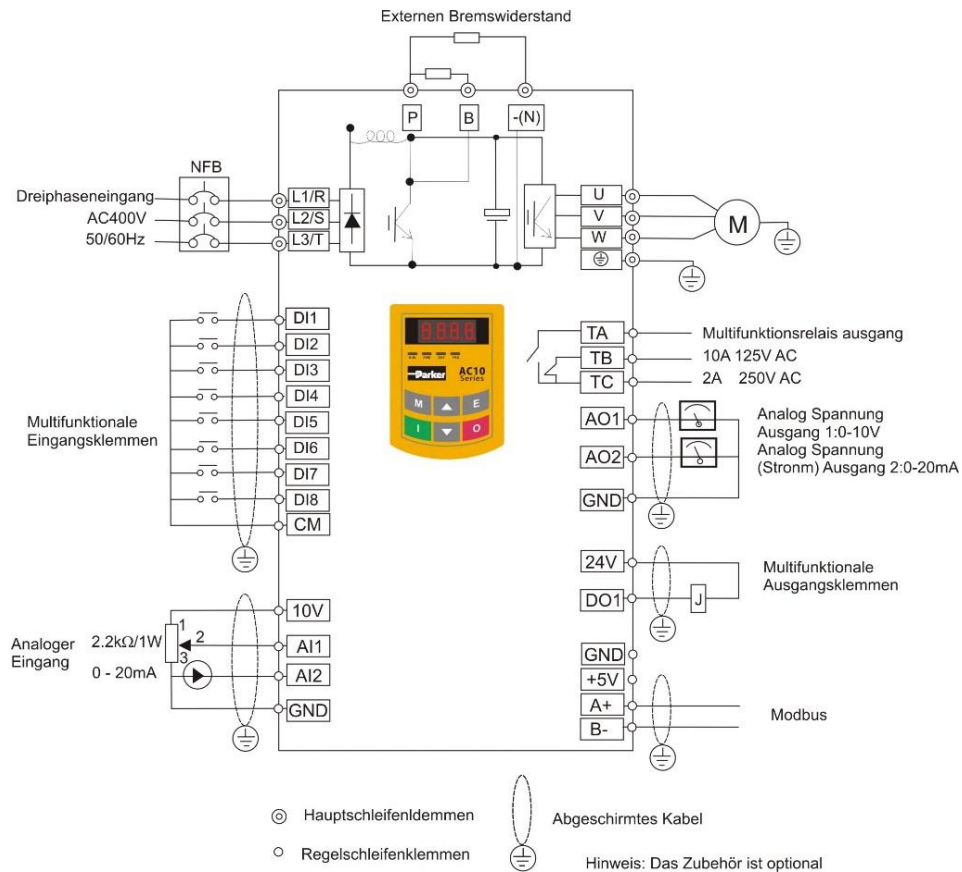 Externen Bremswiderstand
P
B
-(N)
NFB
Dreiphaseneingang
AC400V
50/60Hz
L1/R
L2/S
L3/T
U
V
W
M
DI1
DI2
DI3
DI4
DI5
DI6
DI7
DI8
CM
Multifunktionale
Eingangsklemmen
8.8.8.8.
Parker
AC10
Series
M
E
I
O
TA
TB
TC
Multifunktionsrelais ausgang
10A 125V AC
2A 250V AC
AO1
AO2
GND
Analog Spannung
Ausgang 1:0-10V
Analog Spannung
(Stronm) Ausgang 2:0-20mA
24V
DO1
J
Multifunktionale
Ausgangsklemmen
10V
AI1
AI2
GND
Analoger
Eingang
2.2kΩ/1W
0 - 20mA
1
2
3
GND
+5V
A+
B-
Modbus
Hauptschleifenldemmen
Regelschleifenklemmen
Abgeschirmtes Kabel
Hinweis: Das Zubehör ist optional